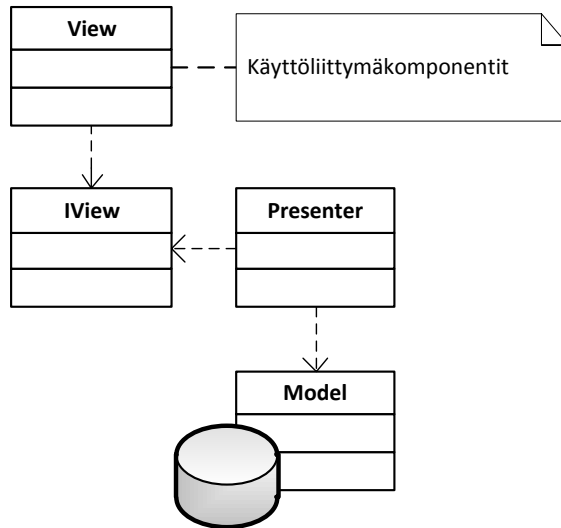 View
Käyttöliittymäkomponentit
IView
Presenter
Model